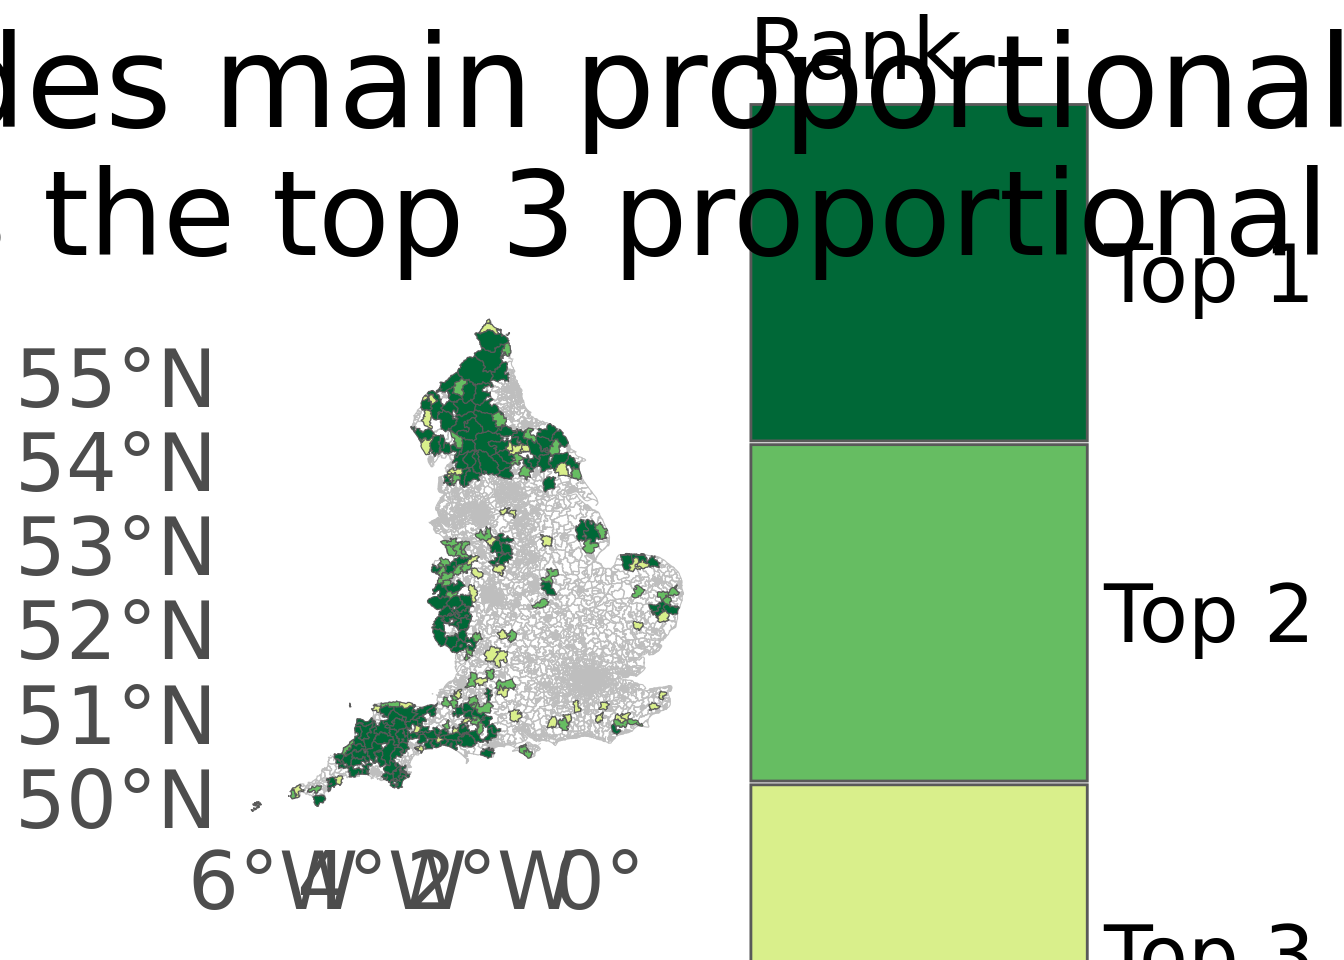 des main proportional
the top 3 proportional
Rank
Top 1
Top 2
Top 3
55°N
54°N
53°N
52°N
51°N
50°N
6°W 4°W 2°W 0°